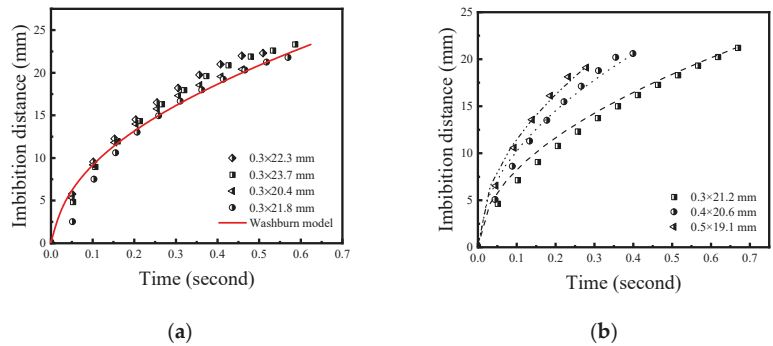 (a)
Imbibition distance (mm)
25
20
15
10
5
0
0.3×22.3 mm
0.3×23.7 mm
0.3×20.4 mm
0.3×21.8 mm
Washburn model
0.0 0.1 0.2 0.3 0.4 0.5 0.6 0.7
Time (second)
(a)
(b)
Imbibition distance (mm)
25
20
15
10
5
0
0.3×21.2 mm
0.4×20.6 mm
0.5×19.1 mm
0.0 0.1 0.2 0.3 0.4 0.5 0.6 0.7 0.8
Time (second)
(b)